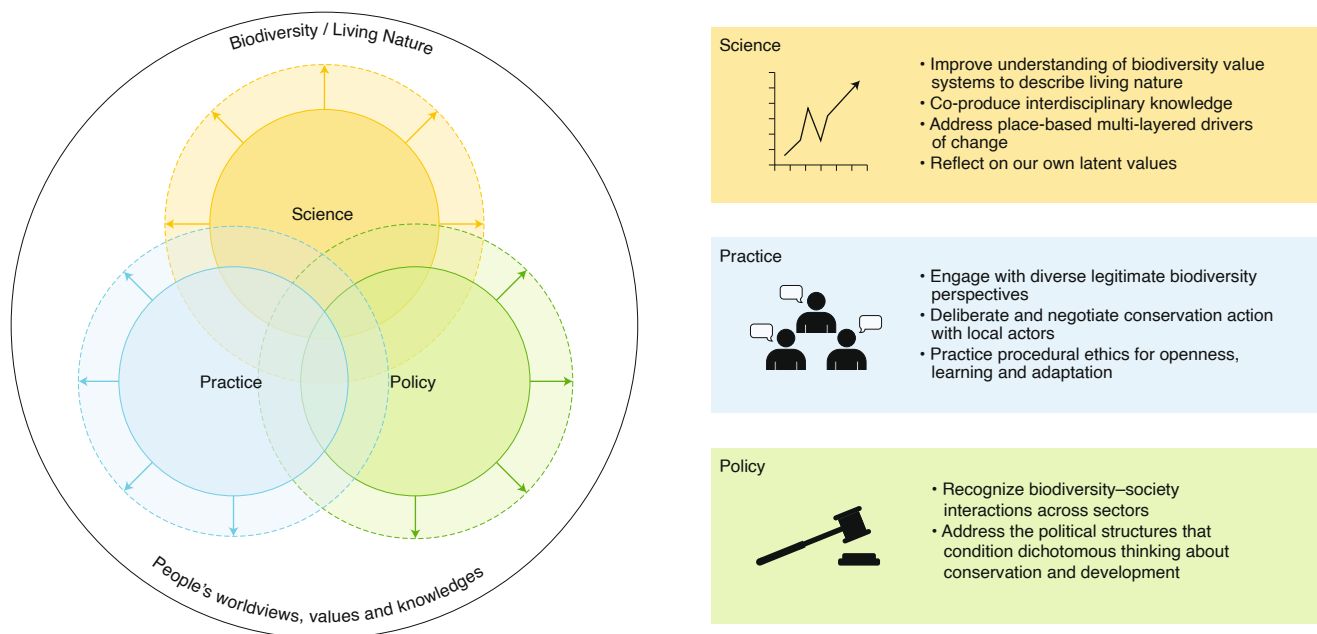 Biodiversity / Living Nature
Science
Practice
Policy
People's worldviews, values and knowledges
Science
• Improve understanding of biodiversity value
systems to describe living nature
• Co-produce interdisciplinary knowledge
• Address place-based multi-layered drivers
of change
• Reflect on our own latent values
Practice
• Engage with diverse legitimate biodiversity
perspectives
• Deliberate and negotiate conservation action
with local actors
• Practice procedural ethics for openness,
learning and adaptation
Policy
• Recognize biodiversity–society
interactions across sectors
• Address the political structures that
condition dichotomous thinking about
conservation and development